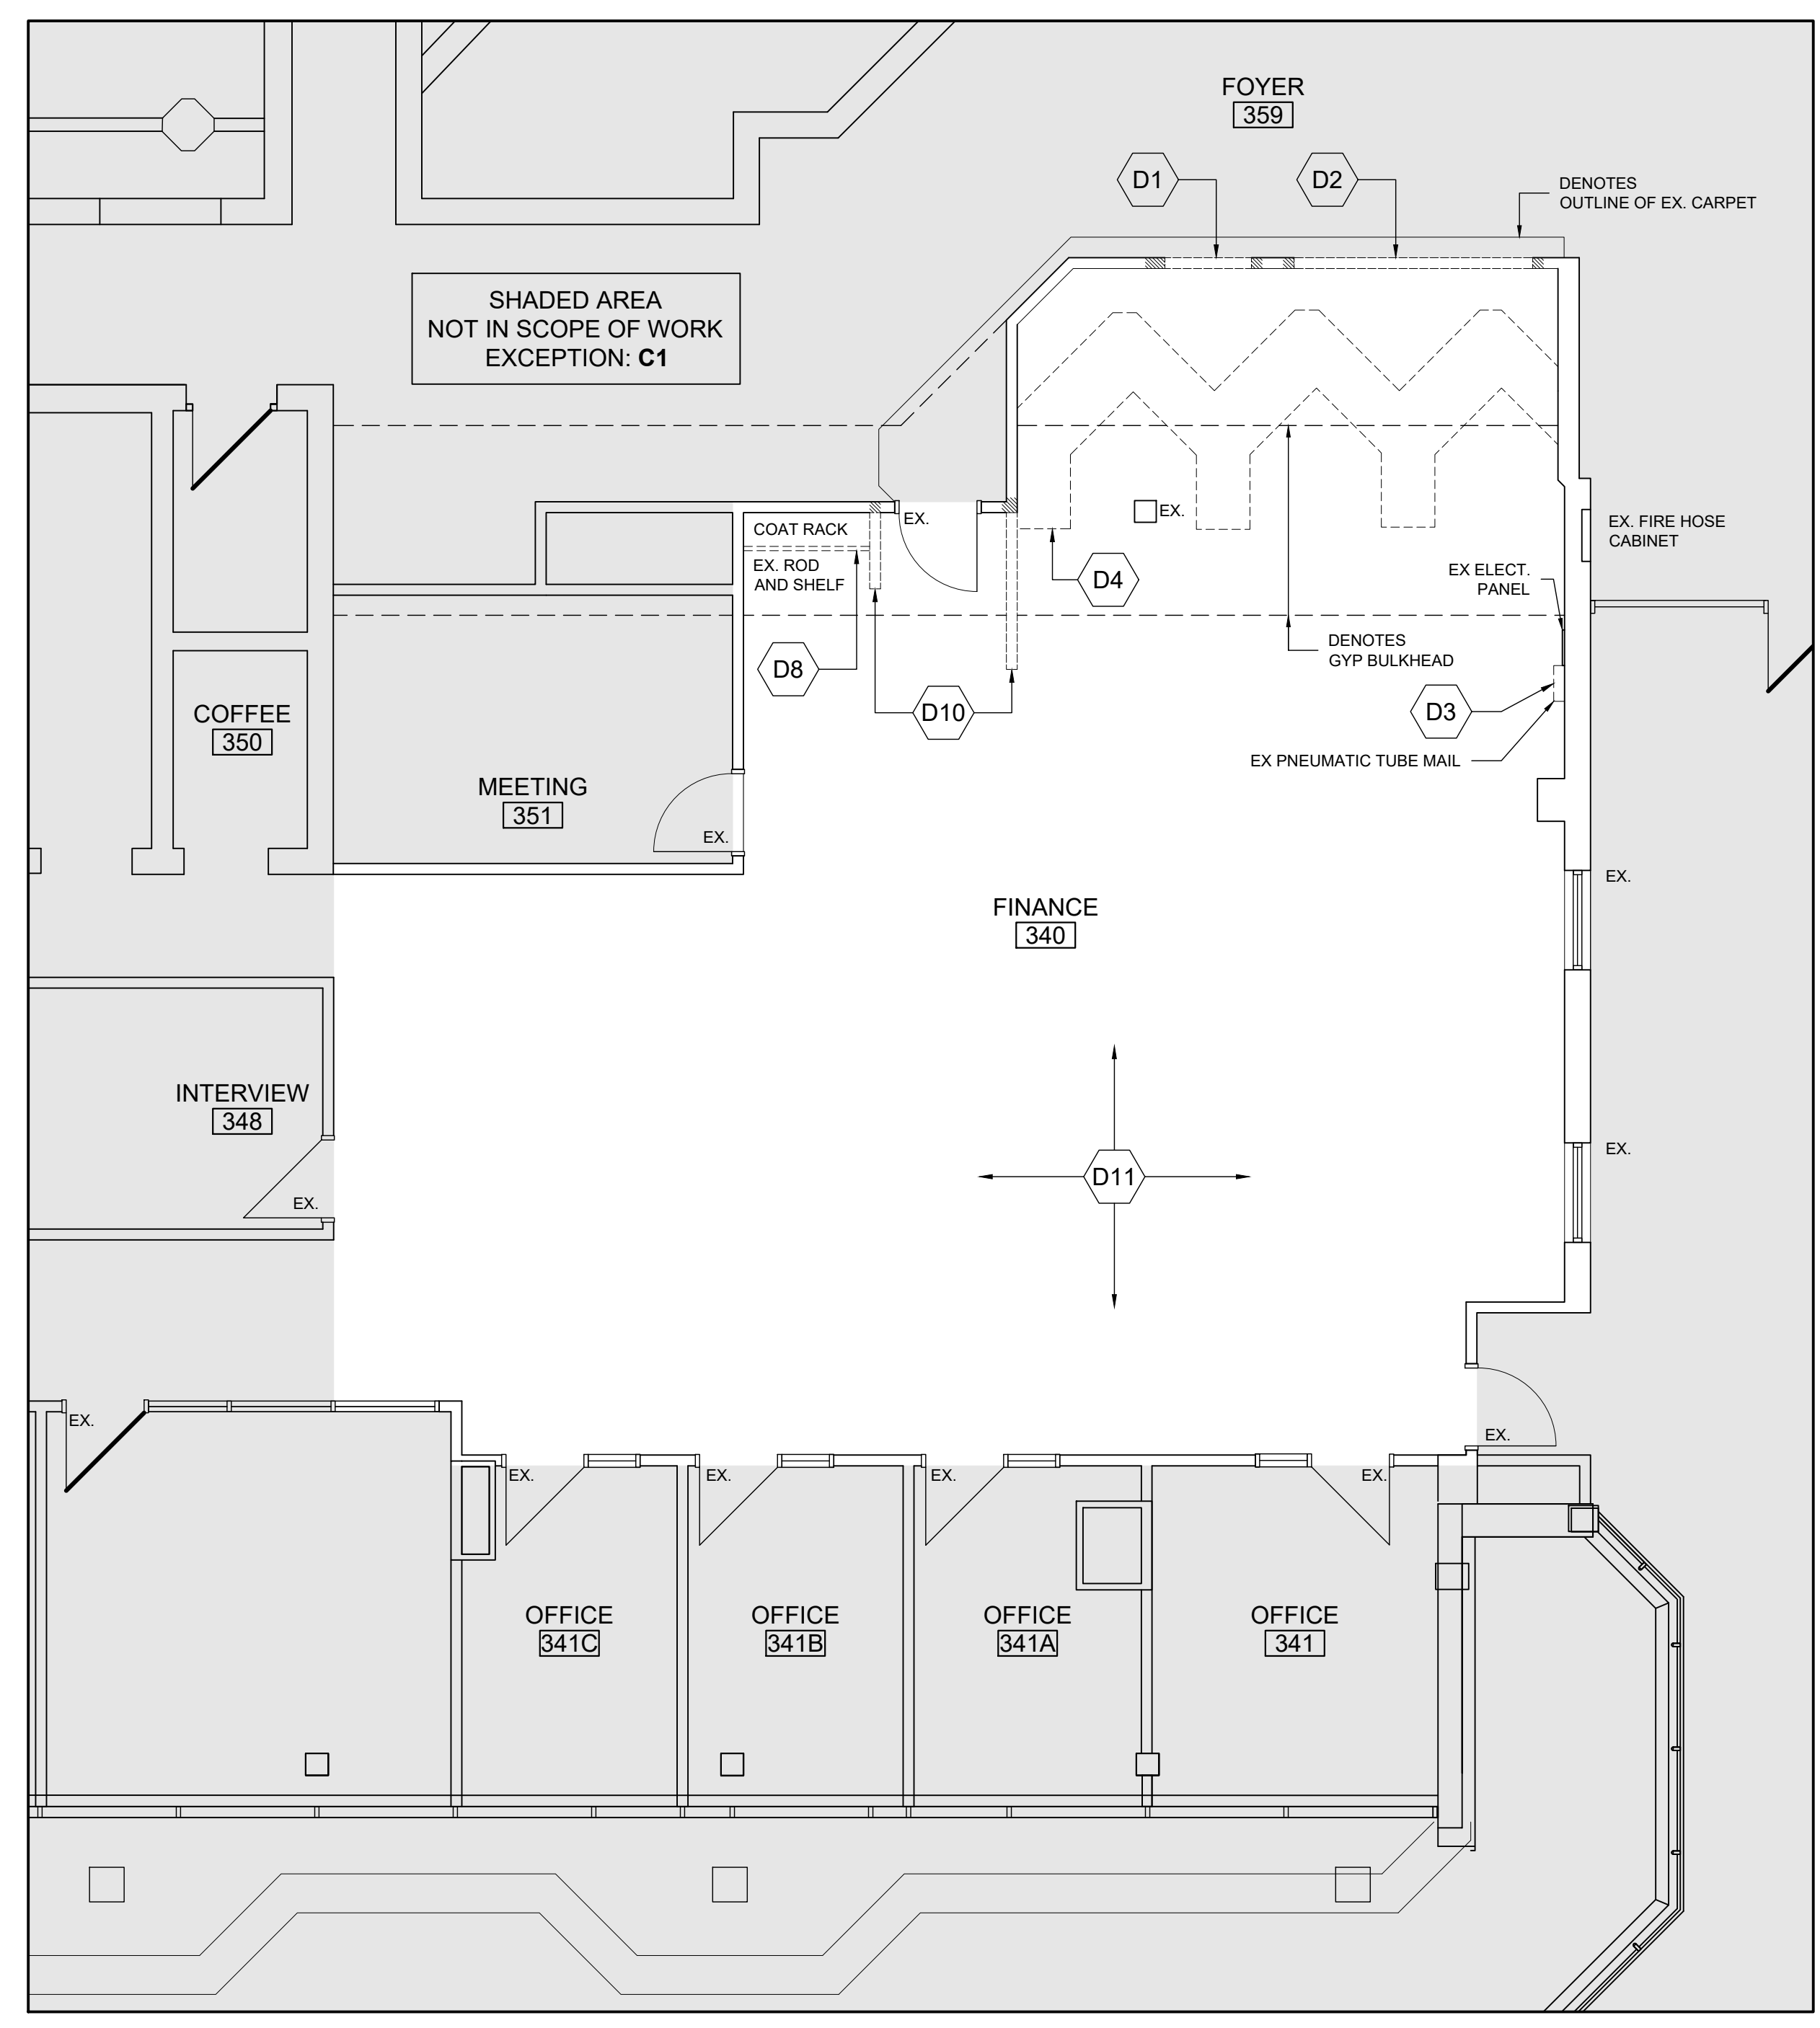 FOYER
359
D1
D2
DENOTES
OUTLINE OF EX. CARPET
SHADED AREA
NOT IN SCOPE OF WORK
EXCEPTION: C1
EX.
EX.
COAT RACK
EX. ROD
AND SHELF
EX. FIRE HOSE
CABINET
D4
EX ELECT.
PANEL
DENOTES
GYP BULKHEAD
D8
D10
D3
EX PNEUMATIC TUBE MAIL
COFFEE
350
MEETING
351
EX.
EX.
FINANCE
340
INTERVIEW
348
EX.
EX.
D11
EX.
EX.
EX.
EX.
EX.
EX.
OFFICE
341C
OFFICE
341B
OFFICE
341A
OFFICE
341